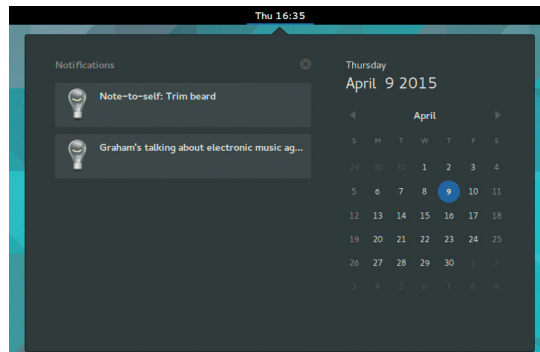 Thu 16:35
Notifications
Note-to-self: Trim beard
Graham's talking about electronic music ag...
Thursday
April 9 2015
April
S M T W T F S
29 30 31 1 2 3 4
5 6 7 8 9 10 11
12 13 14 15 16 17 18
19 20 21 22 23 24 25
26 27 28 29 30 1 2
3 4 5 6 7 8 9